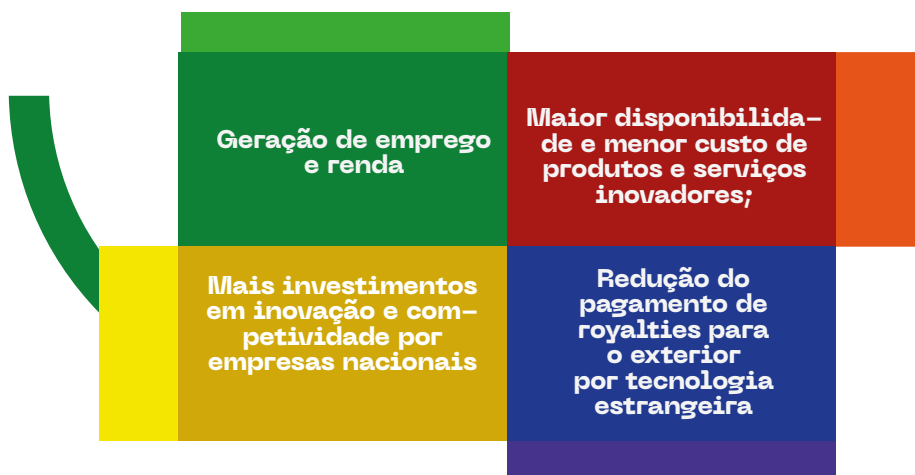 Geração de emprego
e renda
Maior disponibilida-
de e menor custo de
produtos e serviços
inovadores;
Mais investimentos
em inovação e com-
petividade por
empresas nacionais
Redução do
pagamento de
royalties para
o exterior
por tecnologia
estrangeira